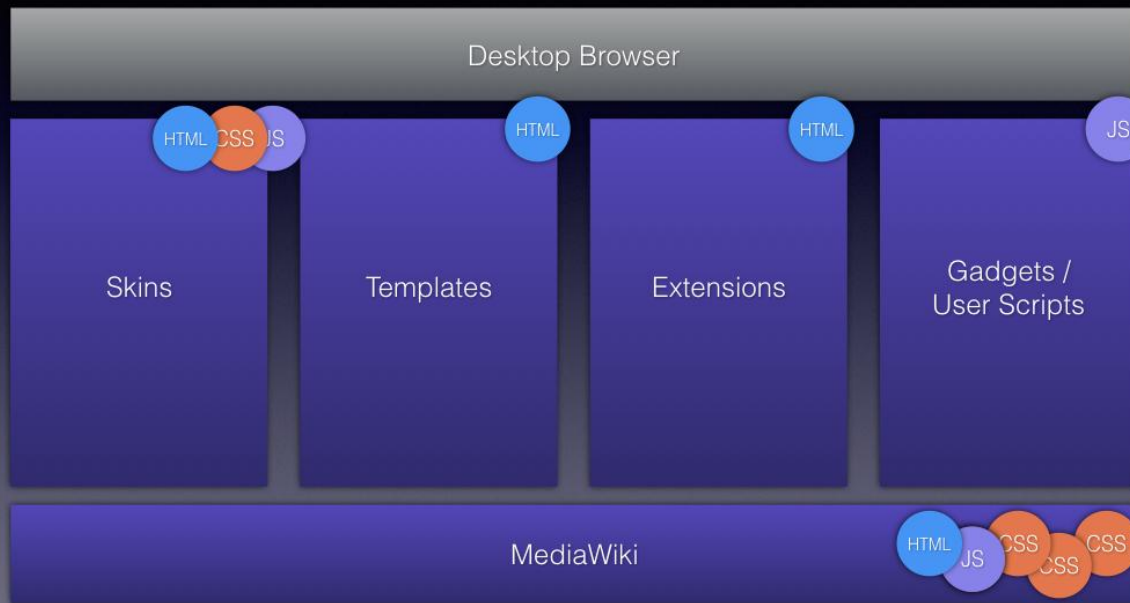 Desktop Browser
HTML CSS JS
HTML
HTML
JS
Skins
Templates
Extensions
Gadgets /
User Scripts
MediaWiki
HTML
JS
CSS
CSS
CSS